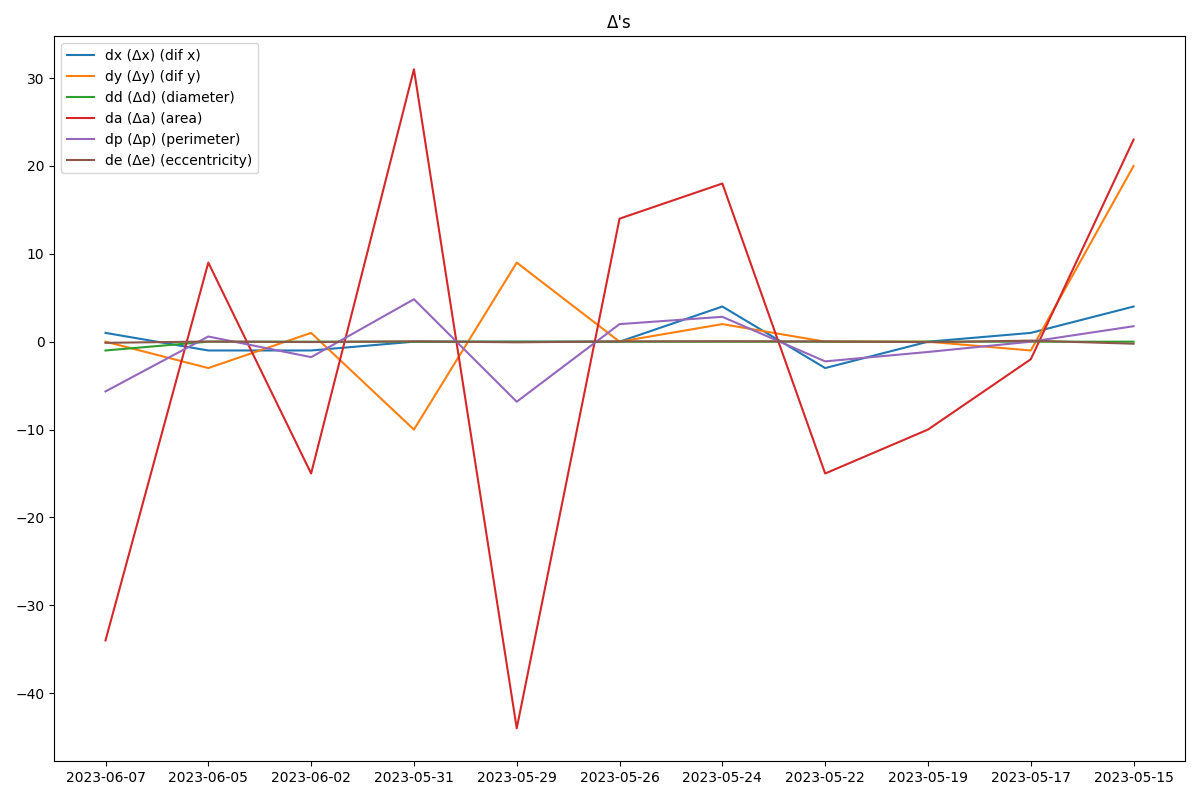 Δ's
dx (Δx) (dif x)
dy (Δy) (dif y)
dd (Δd) (diameter)
da (Δa) (area)
dp (Δp) (perimeter)
de (Δe) (eccentricity)
30
20
10
0
−10
−20
−30
−40
2023-06-07 2023-06-05 2023-06-02 2023-05-31 2023-05-29 2023-05-26 2023-05-24 2023-05-22 2023-05-19 2023-05-17 2023-05-15